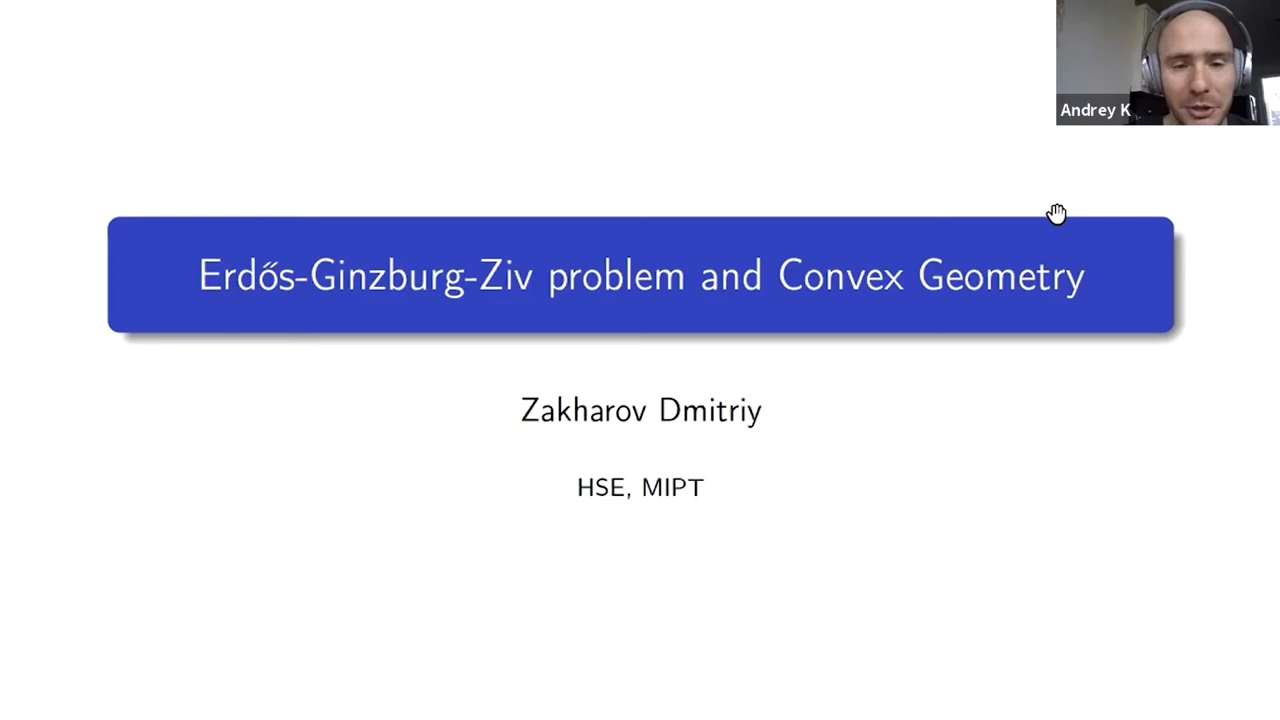 Andrey K
Erdős-Ginzburg-Ziv problem and Convex Geometry
Zakharov Dmitriy
HSE, MIPT